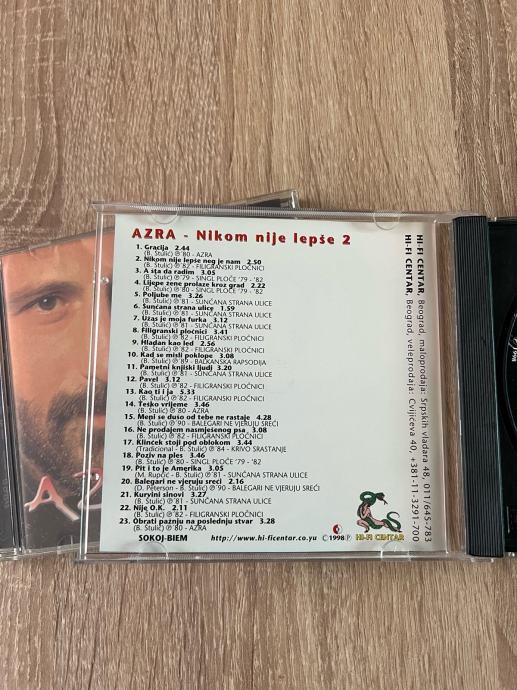 AZRA - Nikom nije lepše 2
1. Gracija 2.44
(B. Štulić) ℗'80 - AZRA
2. Nikom nije lepše neg je nam 2.50
(B. Štulić) ℗ '82 - FILIGRANSKI PLOČNICI
3. A šta da radim 3.05
(B. Štulić) ℗ '79 - SINGL PLOČE '79 - '82
4. Lijepe žene prolaze kroz grad 2.22
(B. Štulić) ℗ '80 - SINGL PLOČE '79 - '82
5. Poljubi me 3.26
(B. Štulić) ℗ '81 - SUNČANA STRANA ULICE
6. Sunčana strana ulice 1.59
(B. Štulić) ℗ '81 - SUNČANA STRANA ULICE
7. Užas je moja furka 3.12
(B. Štulić) ℗ '81 - SUNČANA STRANA ULICE
8. Filigranski pločnici 3.41
(B. Štulić) ℗ '82 - FILIGRANSKI PLOČNICI
9. Hladan kao led 2.56
(B. Štulić) ℗ '82 - FILIGRANSKI PLOČNICI
10. Kad se misli poklope 3.08
(B. Štulić) ℗ '89 - BALKANSKA RAPSODIJA
11. Pametni knjiški ljudi 3.20
(B. Štulić) ℗ '81 - SUNČANA STRANA ULICE
12. Pavel 3.12
(B. Štulić) ℗ '82 - FILIGRANSKI PLOČNICI
13. Kao ti i ja 5.33
(B. Štulić) ℗ '82 - FILIGRANSKI PLOČNICI
14. Teško vrijeme 3.46
(B. Štulić) ℗ '80 - AZRA
15. Meni se dušo od tebe ne rastaje 4.28
(B. Štulić) ℗ '90 - BALEGARI NE VJERUJU SREĆI
16. Ne prodajem nasmješenog psa 3.08
(B. Štulić) ℗ '82 - FILIGRANSKI PLOČNICI
17. Klinček stoji pod oblokom 3.44
(Tradicional - B. Štulić) ℗ '84 - KRIVO SRASTANJE
18. Poziv na ples 3.46
(B. Štulić) ℗ '80 - SINGL PLOČE '79 - '82
19. Pit i to je Amerika 3.05
(M. Rupčić - B. Štulić) ℗ '81 - SUNČANA STRANA ULICE
20. Balegari ne vjeruju sreći 2.16
(O. Peterson - B. Štulić) ℗ '90 - BALEGARI NE VJERUJU SREĆI
21. Kurvini sinovi 3.27
(B. Štulić) ℗ '81 - SUNČANA STRANA ULICE
22. Nije O.K. 2.11
(B. Štulić) ℗ '82 - FILIGRANSKI PLOČNICI
23. Obrati pažnju na poslednju stvar 3.28
(B. Štulić) ℗ '80 - AZRA
SOKOJ-BIEM http://www.hi-ficentar.co.yu ©1998℗ HI-FI CENTAR
HI-FI CENTAR, Beograd, maloprodaja: Srpskih vladara 48, 011/645-783
HI-FI CENTAR, Beograd, veleprodaja: Cvijićeva 40, +381-11-3291-700